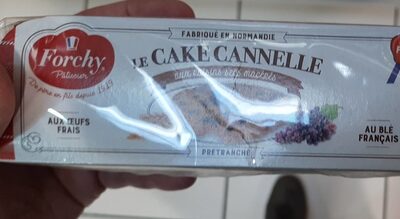 FABRIQUÉ EN NORMANDIE
Forchy
Pâtissier
De père en fils depuis
LE CAKE CANNELLE
aux raisins secs macérés
AUX ŒUFS
FRAIS
AU BLÉ
FRANÇAIS
PRÉTRANCHÉ